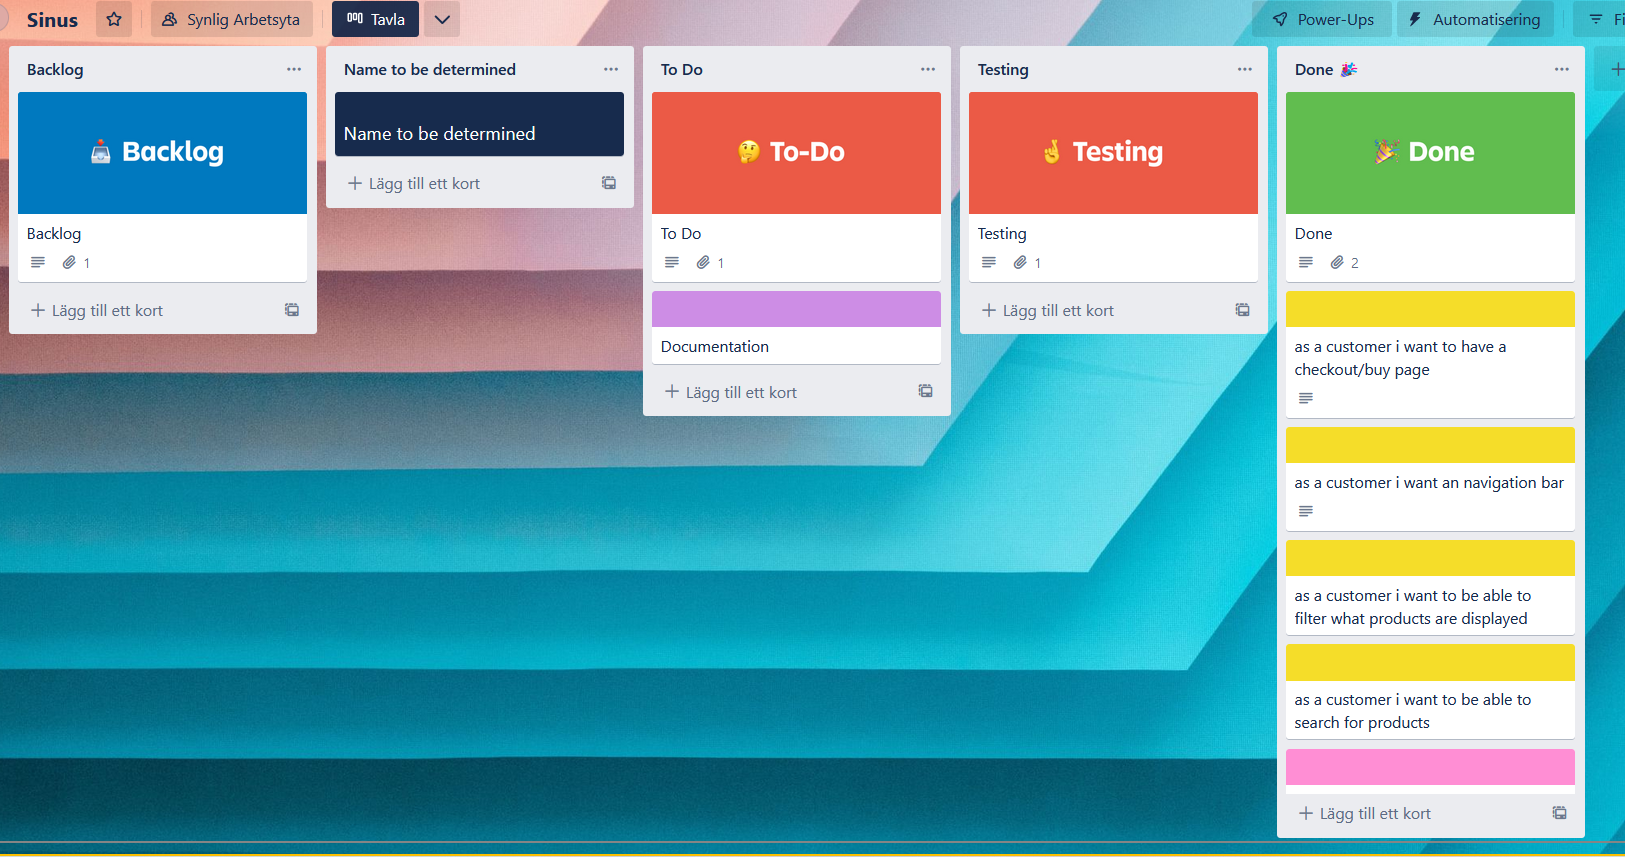 Sinus
Synlig Arbetsyta
Tavla
Power-Ups
Automatisering
Backlog
Backlog
Backlog
1
Lägg till ett kort
Name to be determined
Name to be determined
Lägg till ett kort
To Do
To-Do
To Do
1
Documentation
Lägg till ett kort
Testing
Testing
Testing
1
Lägg till ett kort
Done
Done
Done
2
as a customer i want to have a
checkout/buy page
as a customer i want an navigation bar
as a customer i want to be able to
filter what products are displayed
as a customer i want to be able to
search for products
Lägg till ett kort